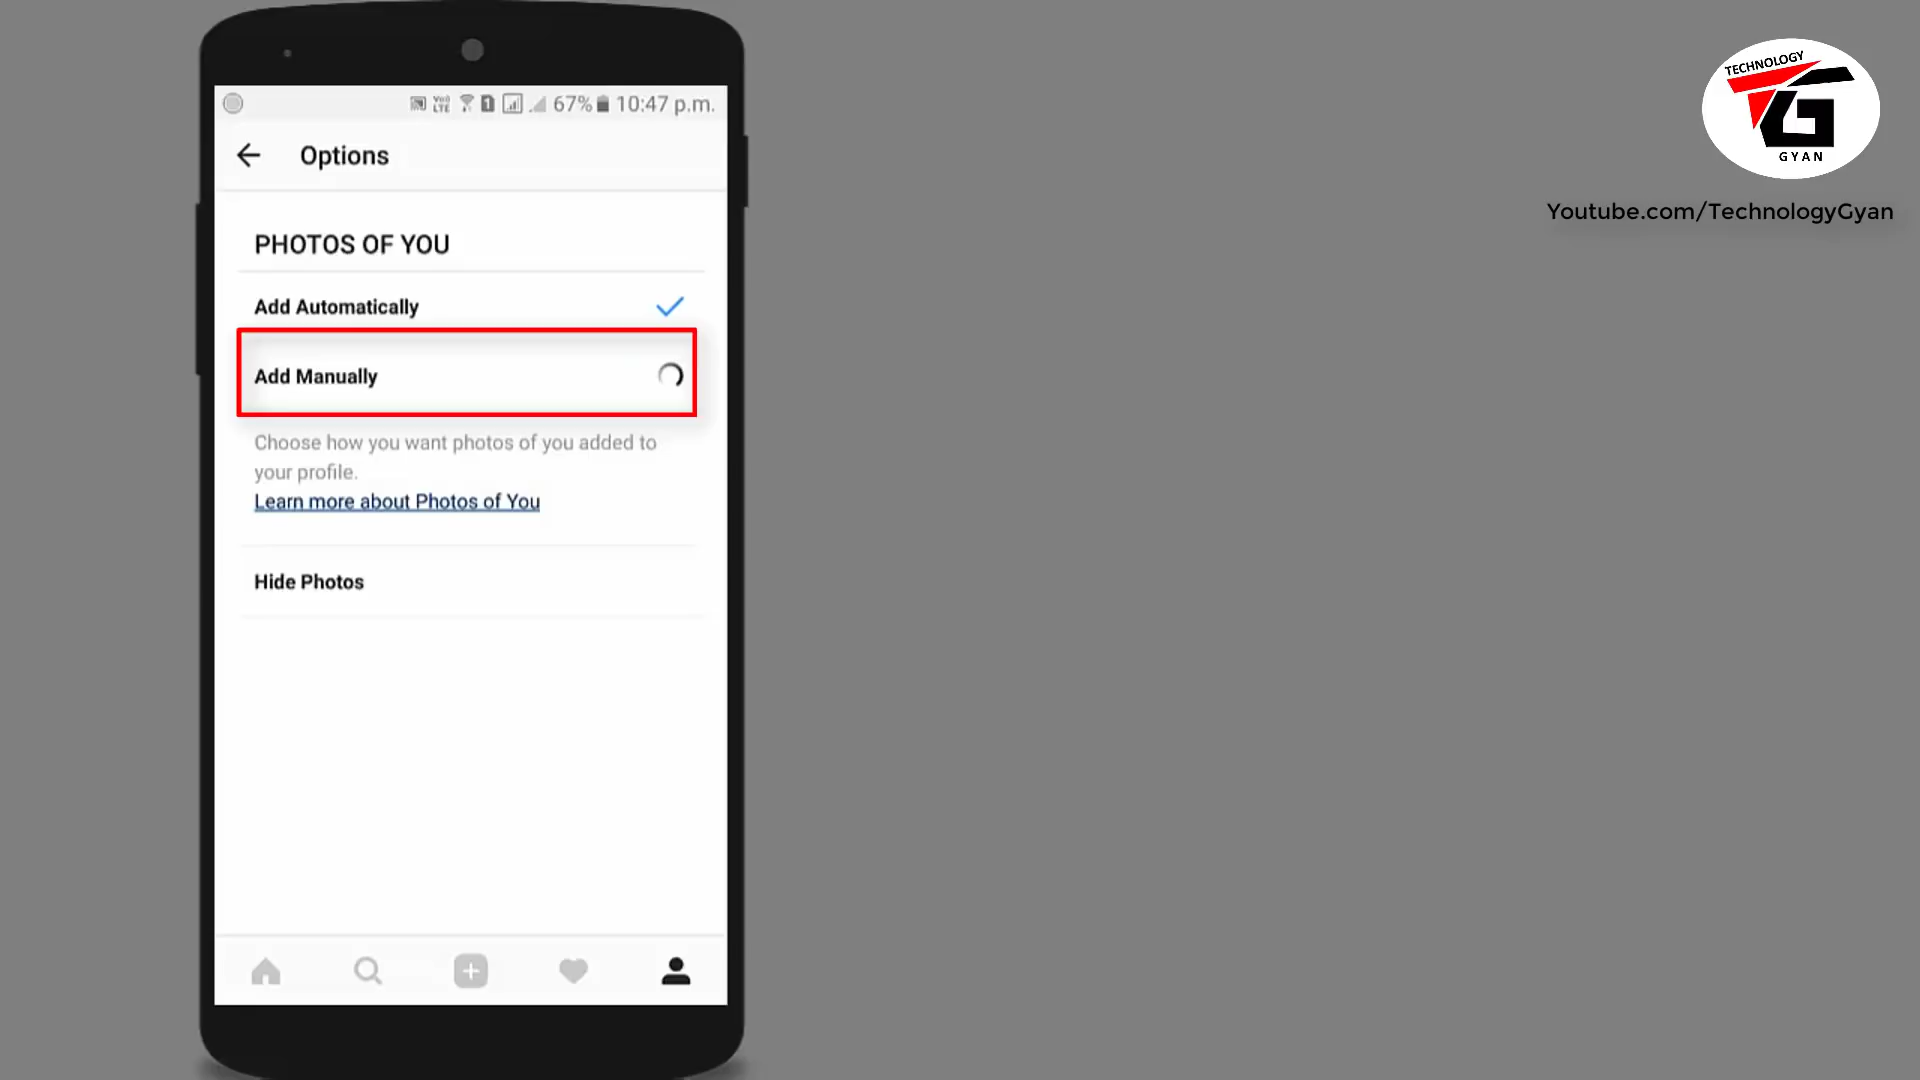 67% 10:47 p.m.
Options
PHOTOS OF YOU
Add Automatically
Add Manually
Choose how you want photos of you added to
your profile.
Learn more about Photos of You
Hide Photos
TECHNOLOGY
TG
GYAN
Youtube.com/TechnologyGyan